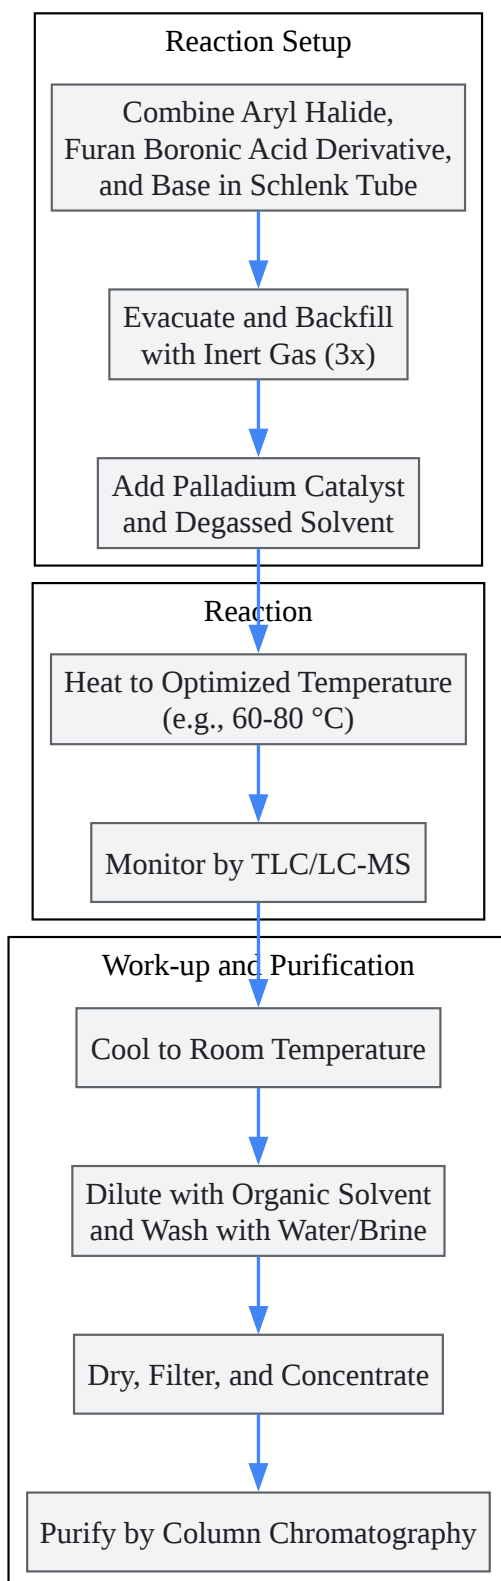 Reaction Setup
Combine Aryl Halide,
Furan Boronic Acid Derivative,
and Base in Schlenk Tube
Evacuate and Backfill
with Inert Gas (3x)
Add Palladium Catalyst
and Degassed Solvent
Reaction
Heat to Optimized Temperature
(e.g., 60-80 °C)
Monitor by TLC/LC-MS
Work-up and Purification
Cool to Room Temperature
Dilute with Organic Solvent
and Wash with Water/Brine
Dry, Filter, and Concentrate
Purify by Column Chromatography